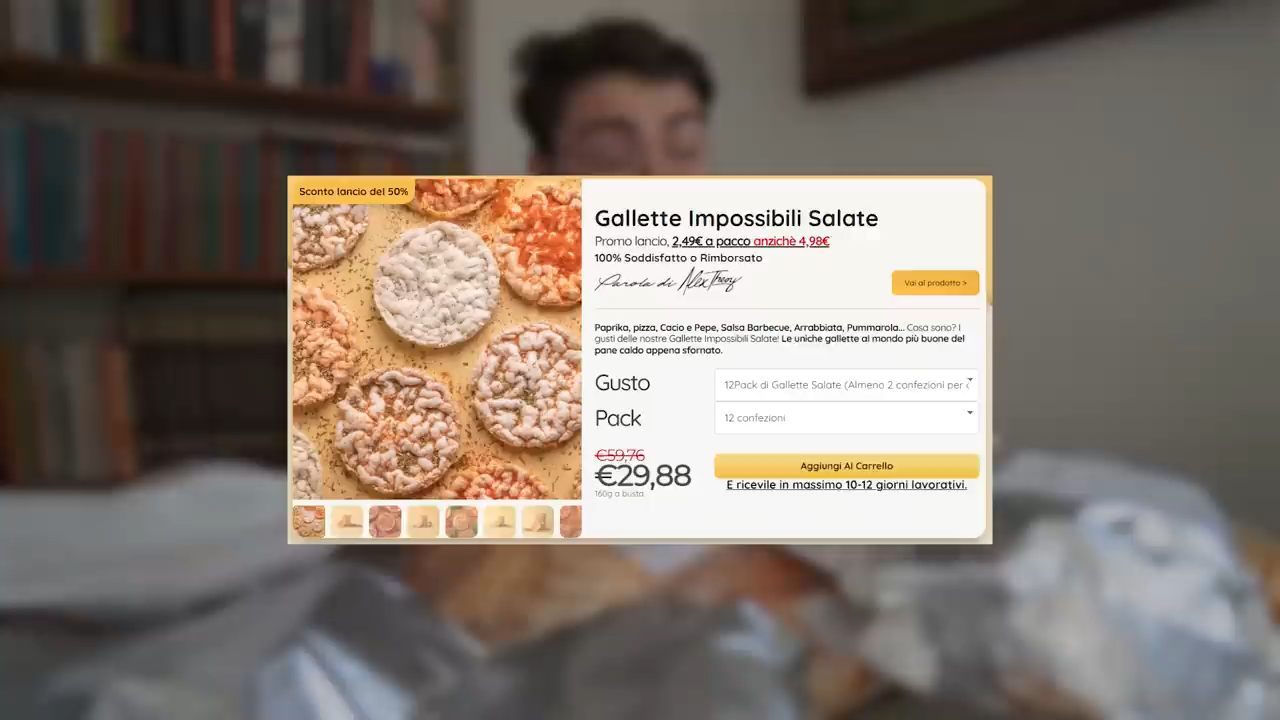 Sconto lancio del 50%
Gallette Impossibili Salate
Promo lancio, 2,49€ a pacco anzichè 4,98€
100% Soddisfatto o Rimborsato
Parola di AlexTheory
Vai al prodotto >
Paprika, pizza, Cacio e Pepe, Salsa Barbecue, Arrabbiata, Pummarola... Cosa sono? I
gusti delle nostre Gallette Impossibili Salate! Le uniche gallette al mondo più buone del
pane caldo appena sfornato.
Gusto
12Pack di Gallette Salate (Almeno 2 confezioni per
Pack
12 confezioni
€59,76
€29,88
160g a busta
Aggiungi Al Carrello
E ricevile in massimo 10-12 giorni lavorativi.